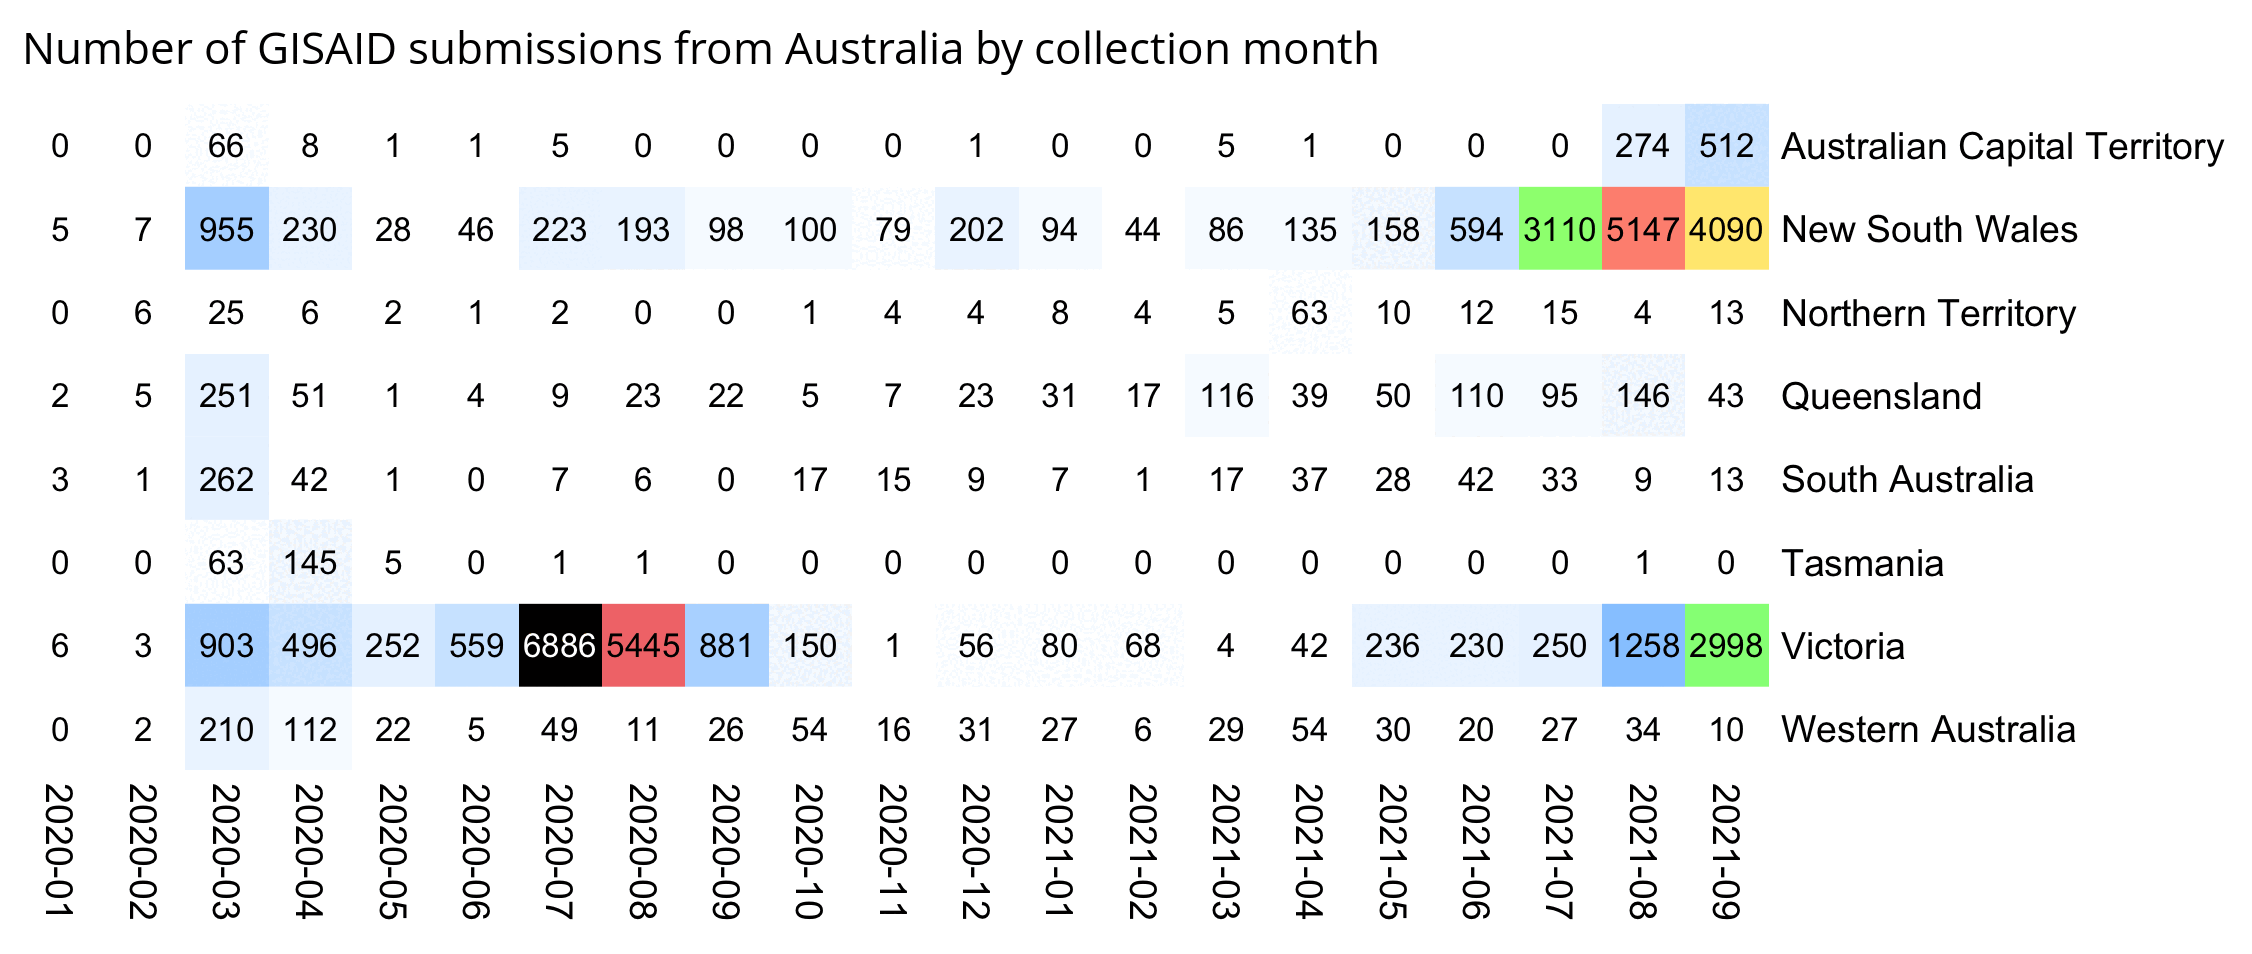 Number of GISAID submissions from Australia by collection month
0 0 66 8 1 1 5 0 0 0 0 1 0 0 5 1 0 0 0 274 512 Australian Capital Territory
5 7 955 230 28 46 223 193 98 100 79 202 94 44 86 135 158 594 3110 5147 4090 New South Wales
0 6 25 6 2 1 2 0 0 1 4 4 8 4 5 63 10 12 15 4 13 Northern Territory
2 5 251 51 1 4 9 23 22 5 7 23 31 17 116 39 50 110 95 146 43 Queensland
3 1 262 42 1 0 7 6 0 17 15 9 7 1 17 37 28 42 33 9 13 South Australia
0 0 63 145 5 0 1 1 0 0 0 0 0 0 0 0 0 0 0 1 0 Tasmania
6 3 903 496 252 559 6886 5445 881 150 1 56 80 68 4 42 236 230 250 1258 2998 Victoria
0 2 210 112 22 5 49 11 26 54 16 31 27 6 29 54 30 20 27 34 10 Western Australia
2020-01 2020-02 2020-03 2020-04 2020-05 2020-06 2020-07 2020-08 2020-09 2020-10 2020-11 2020-12 2021-01 2021-02 2021-03 2021-04 2021-05 2021-06 2021-07 2021-08 2021-09